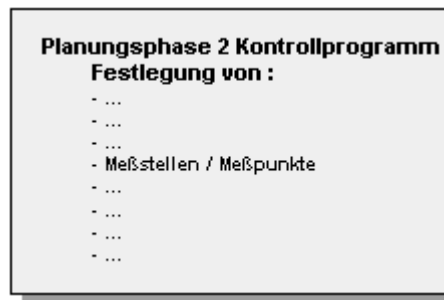 Planungsphase 2 Kontrollprogramm
Festlegung von :
- ...
- ...
- ...
- Meßstellen / Meßpunkte
- ...
- ...
- ...
- ...